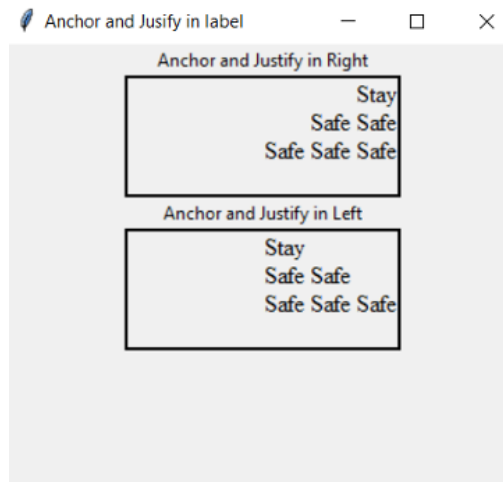 Anchor and Jusify in label
Anchor and Justify in Right
Stay
Safe Safe
Safe Safe Safe
Anchor and Justify in Left
Stay
Safe Safe
Safe Safe Safe